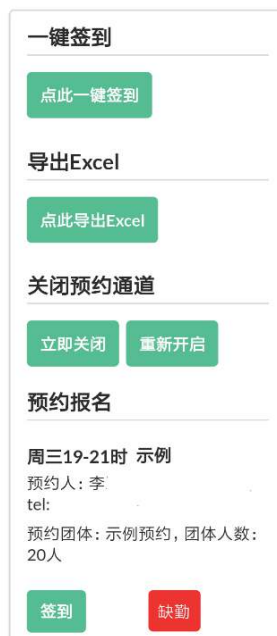 一键签到
点此一键签到
导出Excel
点此导出Excel
关闭预约通道
立即关闭 重新开启
预约报名
周三19-21时 示例
预约人：李
tel:
预约团体：示例预约，团体人数：
20人
签到 缺勤